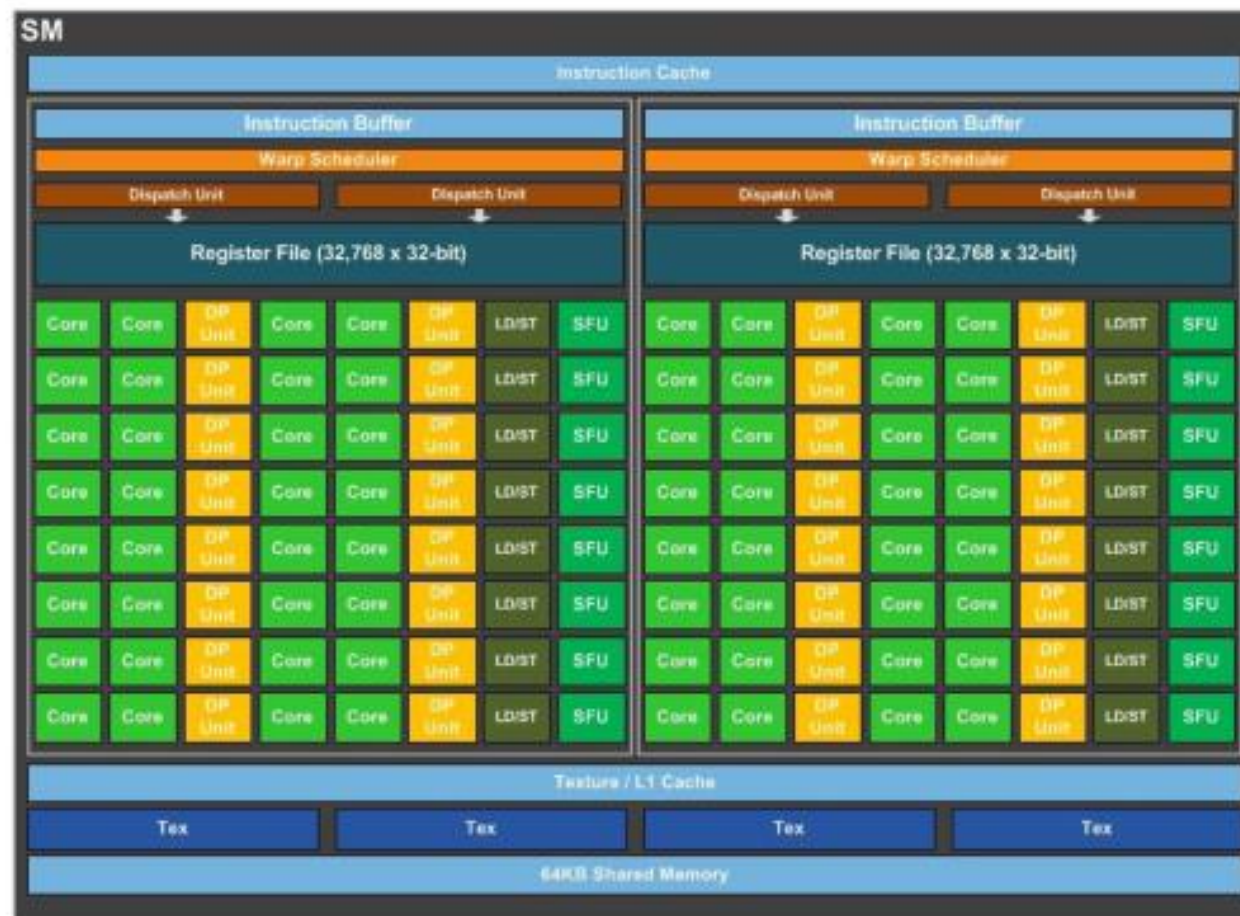 SM
Instruction Cache
Instruction Buffer Instruction Buffer
Warp Scheduler Warp Scheduler
Dispatch Unit Dispatch Unit Dispatch Unit Dispatch Unit
Register File (32,768 x 32-bit) Register File (32,768 x 32-bit)
Core Core DP Unit Core Core DP Unit LD/ST SFU Core Core DP Unit Core Core DP Unit LD/ST SFU
Core Core DP Unit Core Core DP Unit LD/ST SFU Core Core DP Unit Core Core DP Unit LD/ST SFU
Core Core DP Unit Core Core DP Unit LD/ST SFU Core Core DP Unit Core Core DP Unit LD/ST SFU
Core Core DP Unit Core Core DP Unit LD/ST SFU Core Core DP Unit Core Core DP Unit LD/ST SFU
Core Core DP Unit Core Core DP Unit LD/ST SFU Core Core DP Unit Core Core DP Unit LD/ST SFU
Core Core DP Unit Core Core DP Unit LD/ST SFU Core Core DP Unit Core Core DP Unit LD/ST SFU
Core Core DP Unit Core Core DP Unit LD/ST SFU Core Core DP Unit Core Core DP Unit LD/ST SFU
Core Core DP Unit Core Core DP Unit LD/ST SFU Core Core DP Unit Core Core DP Unit LD/ST SFU
Texture / L1 Cache
Tex Tex Tex Tex
64KB Shared Memory